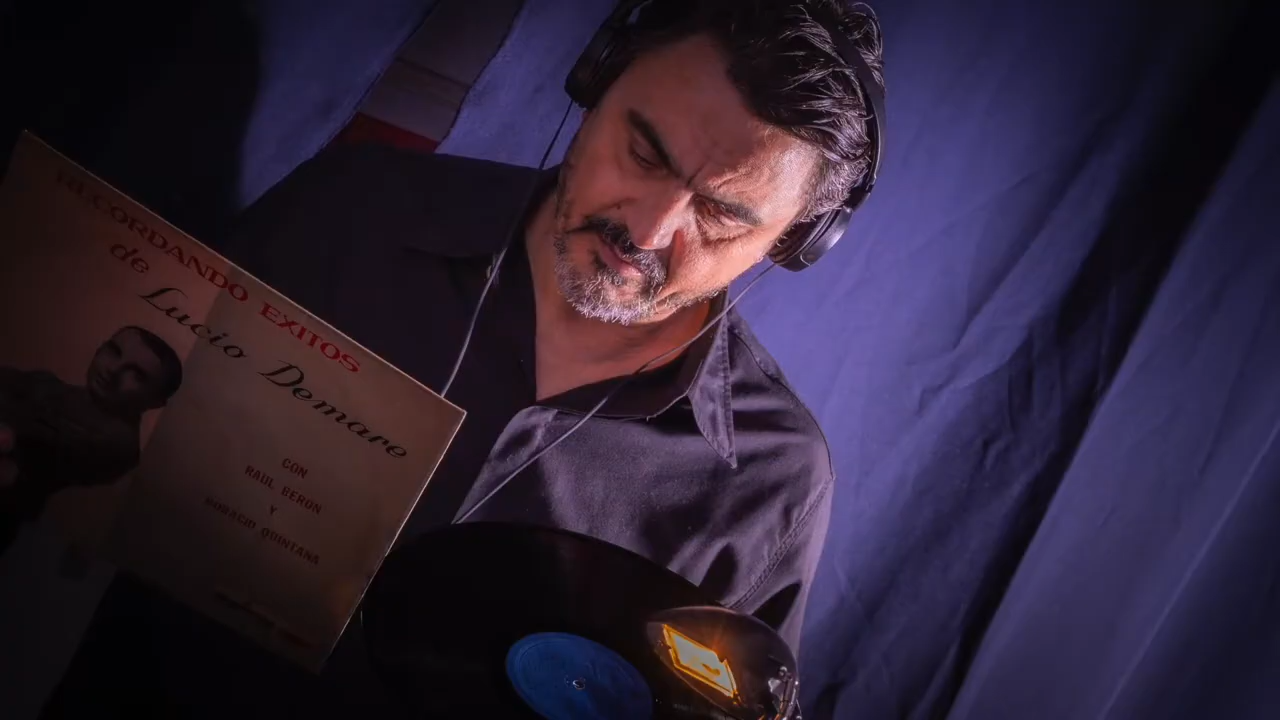 RECORDANDO EXITOS
de
Lucio Demare
CON
RAUL BERON
Y
HORACIO QUINTANA